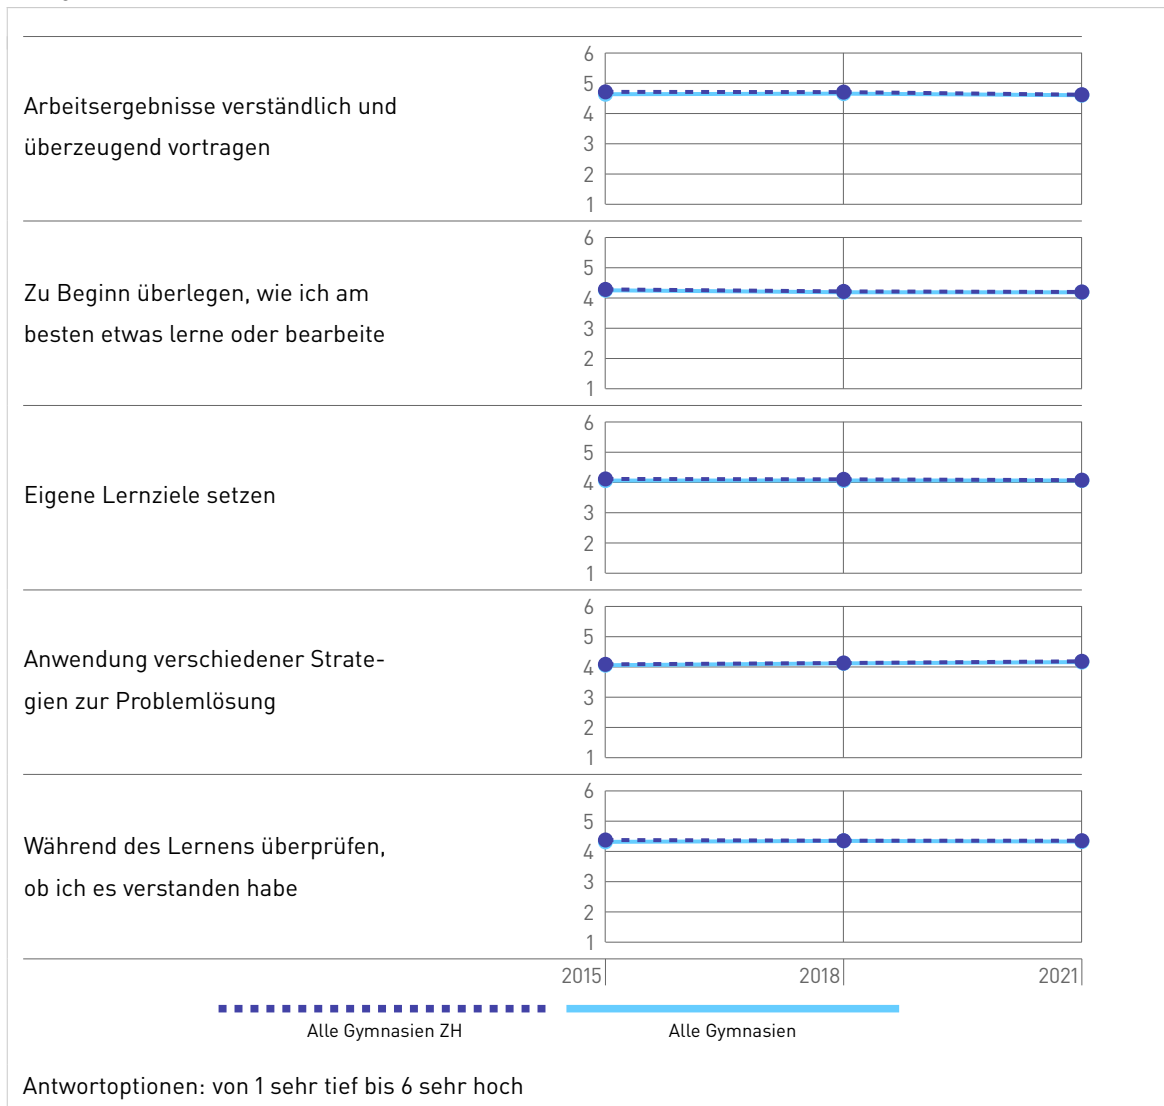 6
5
4
3
2
1
Arbeitsergebnisse verständlich und
überzeugend vortragen
6
5
4
3
2
1
Zu Beginn überlegen, wie ich am
besten etwas lerne oder bearbeite
6
5
4
3
2
1
Eigene Lernziele setzen
6
5
4
3
2
1
Anwendung verschiedener Strate-
gien zur Problemlösung
6
5
4
3
2
1
Während des Lernens überprüfen,
ob ich es verstanden habe
2015 2018 2021
Alle Gymnasien ZH Alle Gymnasien
Antwortoptionen: von 1 sehr tief bis 6 sehr hoch